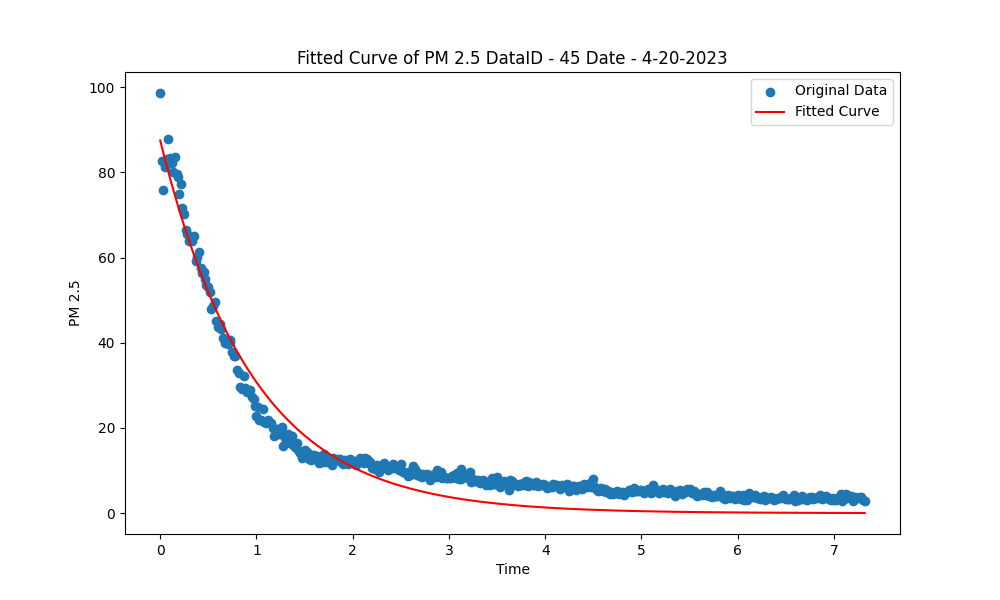 Fitted Curve of PM 2.5 DataID - 45 Date - 4-20-2023
Original Data
Fitted Curve
PM 2.5
100
80
60
40
20
0
0 1 2 3 4 5 6 7
Time